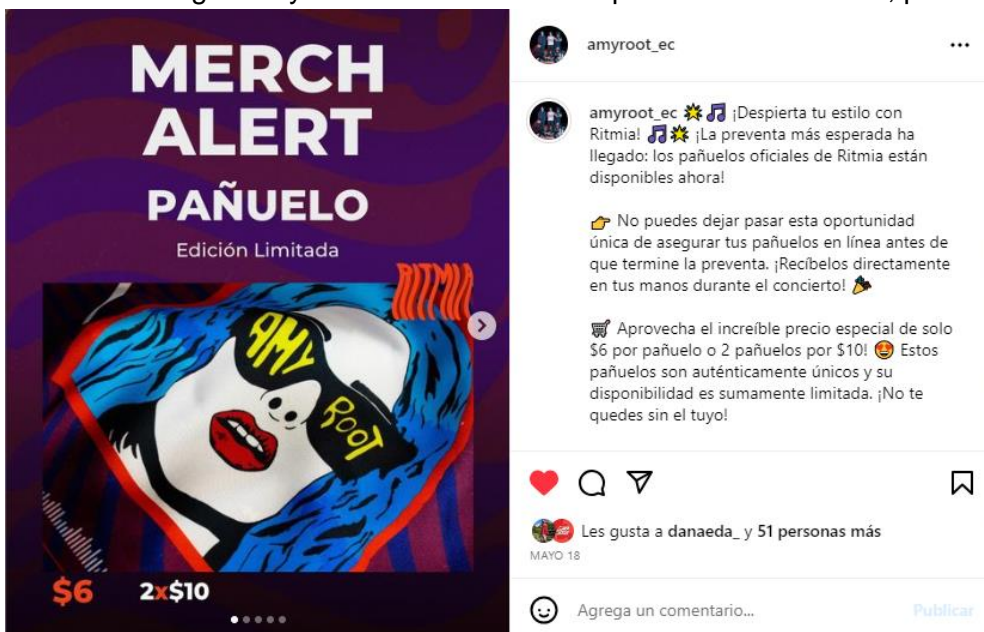 MERCH
ALERT
PAÑUELO
Edición Limitada
RITMIA
AMY
ROOT
$6
2x$10
amyroot_ec
amyroot_ec 🌟🎵 ¡Despierta tu estilo con
Ritmia! 🎵🌟 ¡La preventa más esperada ha
llegado: los pañuelos oficiales de Ritmia están
disponibles ahora!
👉 No puedes dejar pasar esta oportunidad
única de asegurar tus pañuelos en línea antes de
que termine la preventa. ¡Recíbelos directamente
en tus manos durante el concierto! 🎉
🛒 Aprovecha el increíble precio especial de solo
$6 por pañuelo o 2 pañuelos por $10! 🤩 Estos
pañuelos son auténticamente únicos y su
disponibilidad es sumamente limitada. ¡No te
quedes sin el tuyo!
Les gusta a danaeda_ y 51 personas más
MAYO 18
Agrega un comentario...
Publicar